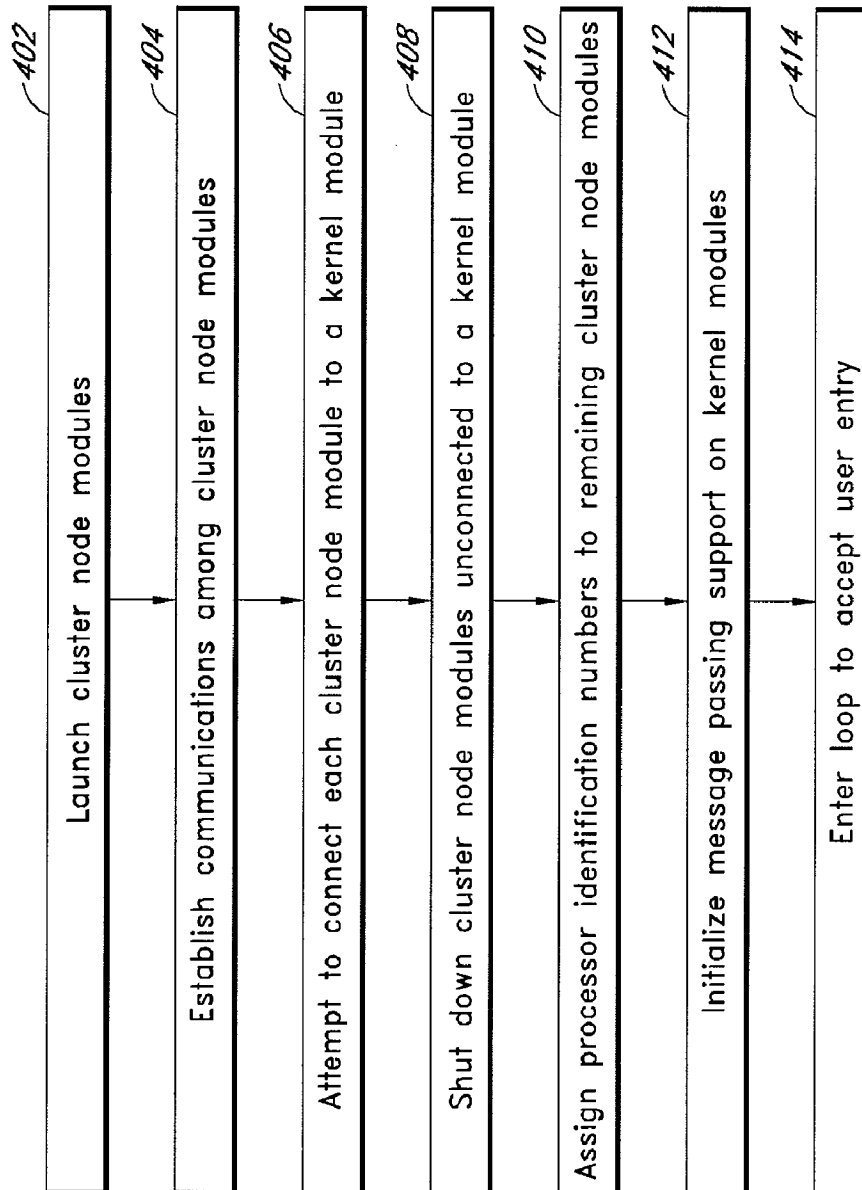 402
Launch cluster node modules
404
Establish communications among cluster node modules
406
Attempt to connect each cluster node module to a kernel module
408
Shut down cluster node modules unconnected to a kernel module
410
Assign processor identification numbers to remaining cluster node modules
412
Initialize message passing support on kernel modules
414
Enter loop to accept user entry